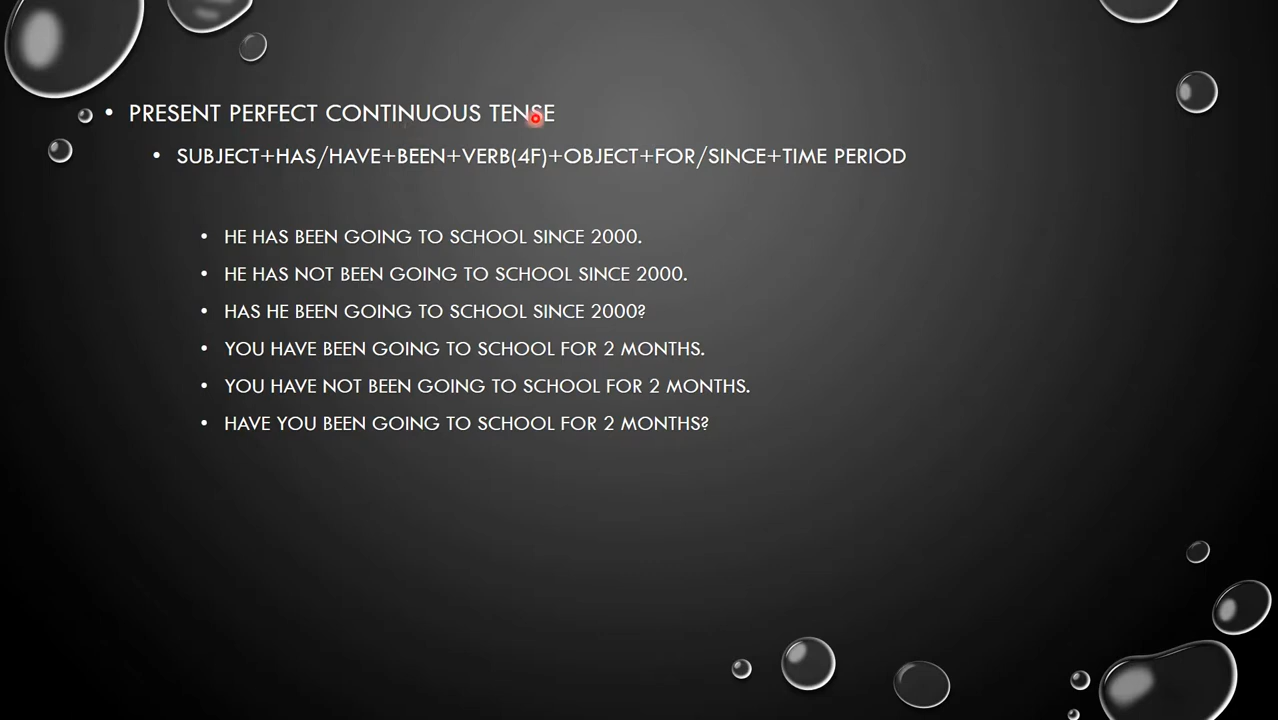 • PRESENT PERFECT CONTINUOUS TENSE
• SUBJECT+HAS/HAVE+BEEN+VERB(4F)+OBJECT+FOR/SINCE+TIME PERIOD
• HE HAS BEEN GOING TO SCHOOL SINCE 2000.
• HE HAS NOT BEEN GOING TO SCHOOL SINCE 2000.
• HAS HE BEEN GOING TO SCHOOL SINCE 2000?
• YOU HAVE BEEN GOING TO SCHOOL FOR 2 MONTHS.
• YOU HAVE NOT BEEN GOING TO SCHOOL FOR 2 MONTHS.
• HAVE YOU BEEN GOING TO SCHOOL FOR 2 MONTHS?